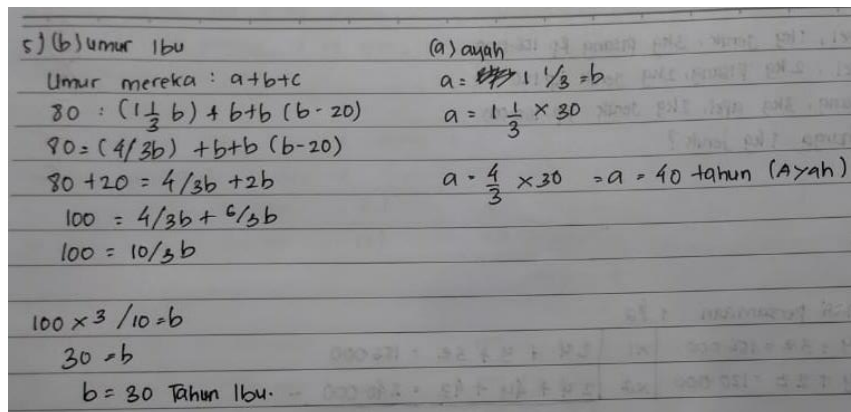 5) (b) umur Ibu
Umur mereka : a+b+c
80 : (1 1/3 b) + b+b (b-20)
80= (4/3b) +b+b (b-20)
80 +20 = 4/3b +2b
100 = 4/3b + 6/3b
100 = 10/3b
100 × 3 /10 =b
30 =b
b = 30 Tahun Ibu.
(a) ayah
a= 1 1/3 =b
a = 1 1/3 × 30
a = 4/3 × 30 =a = 40 tahun (Ayah)